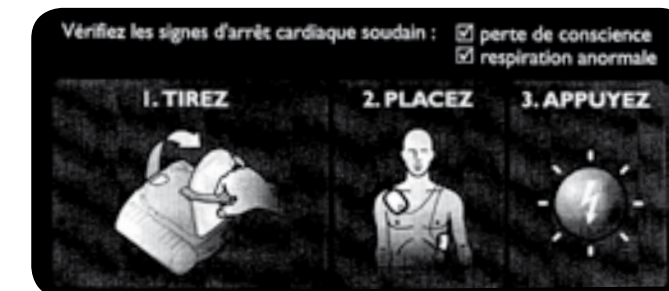 Vérifiez les signes d'arrêt cardiaque soudain : ☑ perte de conscience
☑ respiration anormale
1. TIREZ
2. PLACEZ
3. APPUYEZ